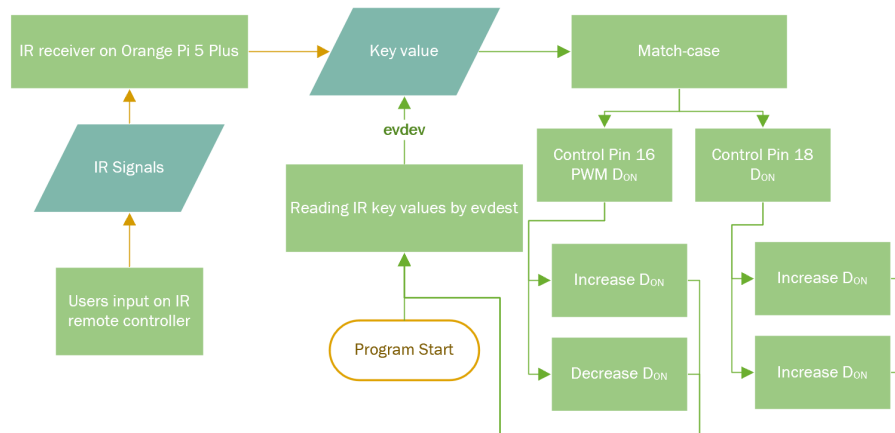 IR receiver on Orange Pi 5 Plus
Key value
Match-case
evdev
IR Signals
Control Pin 16
PWM DON
Control Pin 18
DON
Reading IR key values by evdest
Users input on IR
remote controller
Increase DON
Increase DON
Program Start
Decrease DON
Increase DON